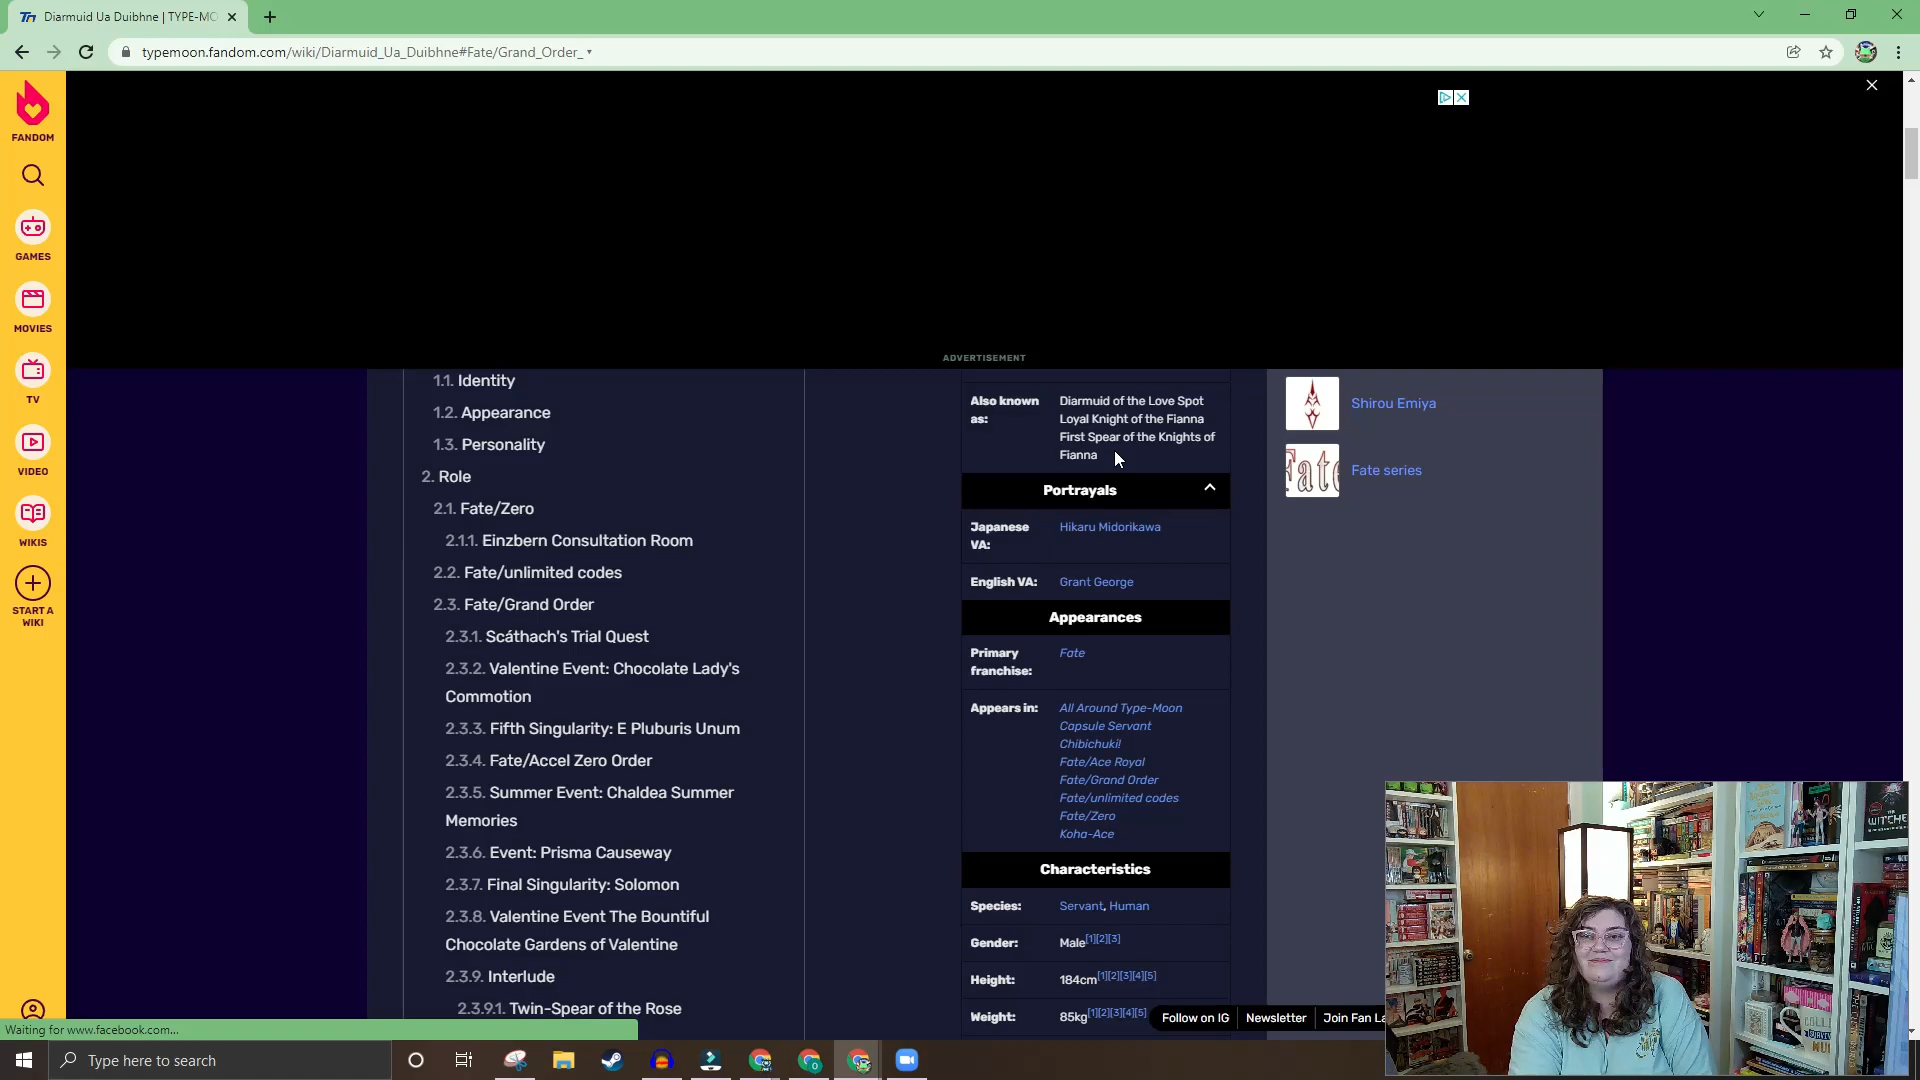 Diarmuid Ua Duibhne | TYPE-MO
typemoon.fandom.com/wiki/Diarmuid_Ua_Duibhne#Fate/Grand_Order_
FANDOM
GAMES
MOVIES
TV
VIDEO
WIKIS
START A
WIKI
ADVERTISEMENT
1.1. Identity
1.2. Appearance
1.3. Personality
2. Role
2.1. Fate/Zero
2.1.1. Einzbern Consultation Room
2.2. Fate/unlimited codes
2.3. Fate/Grand Order
2.3.1. Scáthach's Trial Quest
2.3.2. Valentine Event: Chocolate Lady's
Commotion
2.3.3. Fifth Singularity: E Pluribus Unum
2.3.4. Fate/Accel Zero Order
2.3.5. Summer Event: Chaldea Summer
Memories
2.3.6. Event: Prisma Causeway
2.3.7. Final Singularity: Solomon
2.3.8. Valentine Event The Bountiful
Chocolate Gardens of Valentine
2.3.9. Interlude
2.3.9.1. Twin-Spear of the Rose
Also known as: Diarmuid of the Love Spot
Loyal Knight of the Fianna
First Spear of the Knights of
Fianna
Portrayals
Japanese VA: Hikaru Midorikawa
English VA: Grant George
Appearances
Primary franchise: Fate
Appears in: All Around Type-Moon
Capsule Servant
Chibichuki!
Fate/Ace Royal
Fate/Grand Order
Fate/unlimited codes
Fate/Zero
Koha-Ace
Characteristics
Species: Servant, Human
Gender: Male[1][2][3]
Height: 184cm[1][2][3][4][5]
Weight: 85kg[1][2][3][4][5]
Shirou Emiya
Fate
Fate series
Follow on IG
Newsletter
Join Fan La
THE WITCHE
Waiting for www.facebook.com...
Type here to search